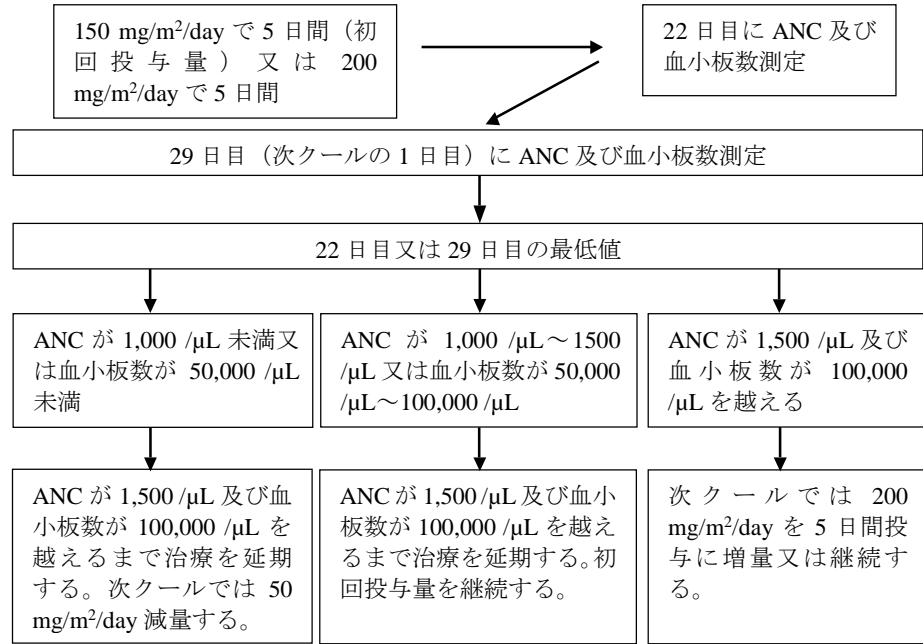 150 mg/m²/day で 5 日間（初
回投与量）又は 200
mg/m²/day で 5 日間
22 日目に ANC 及び
血小板数測定
29 日目（次クールの 1 日目）に ANC 及び血小板数測定
22 日目又は 29 日目の最低値
ANC が 1,000 /µL 未満又
は血小板数が 50,000 /µL
未満
ANC が 1,000 /µL～1500
/µL 又は血小板数が 50,000
/µL～100,000 /µL
ANC が 1,500 /µL 及び
血小板数が 100,000
/µL を越える
ANC が 1,500 /µL 及び血
小板数が 100,000 /µL を
越えるまで治療を延期
する。次クールでは 50
mg/m²/day 減量する。
ANC が 1,500 /µL 及び血小
板数が 100,000 /µL を越え
るまで治療を延期する。初
回投与量を継続する。
次クールでは 200
mg/m²/day を 5 日間投
与に増量又は継続す
る。